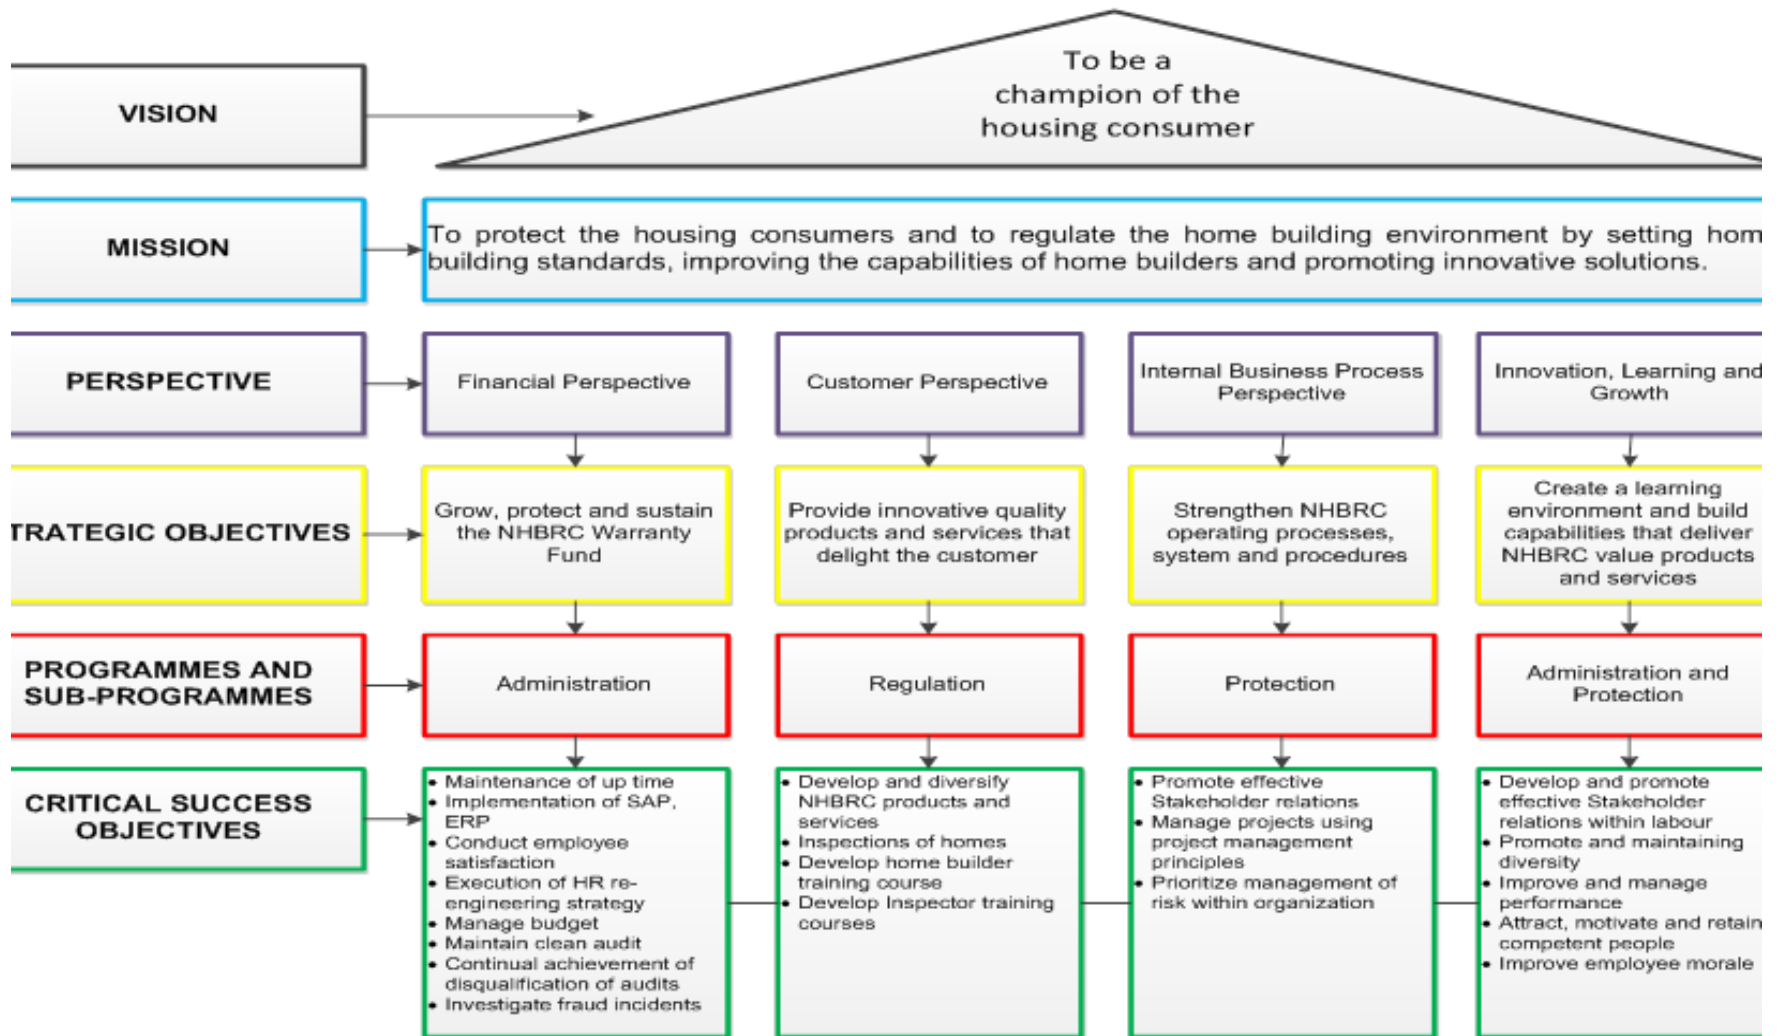 To be a
champion of the
housing consumer
VISION
MISSION
To protect the housing consumers and to regulate the home building environment by setting hom
building standards, improving the capabilities of home builders and promoting innovative solutions.
PERSPECTIVE
Financial Perspective
Customer Perspective
Internal Business Process
Perspective
Innovation, Learning and
Growth
TRATEGIC OBJECTIVES
Grow, protect and sustain
the NHBRC Warranty
Fund
Provide innovative quality
products and services that
delight the customer
Strengthen NHBRC
operating processes,
system and procedures
Create a learning
environment and build
capabilities that deliver
NHBRC value products
and services
PROGRAMMES AND
SUB-PROGRAMMES
Administration
Regulation
Protection
Administration and
Protection
CRITICAL SUCCESS
OBJECTIVES
• Maintenance of up time
• Implementation of SAP,
ERP
• Conduct employee
satisfaction
• Execution of HR re-
engineering strategy
• Manage budget
• Maintain clean audit
• Continual achievement of
disqualification of audits
• Investigate fraud incidents
• Develop and diversify
NHBRC products and
services
• Inspections of homes
• Develop home builder
training course
• Develop Inspector training
courses
• Promote effective
Stakeholder relations
• Manage projects using
project management
principles
• Prioritize management of
risk within organization
• Develop and promote
effective Stakeholder
relations within labour
• Promote and maintaining
diversity
• Improve and manage
performance
• Attract, motivate and retain
competent people
• Improve employee morale